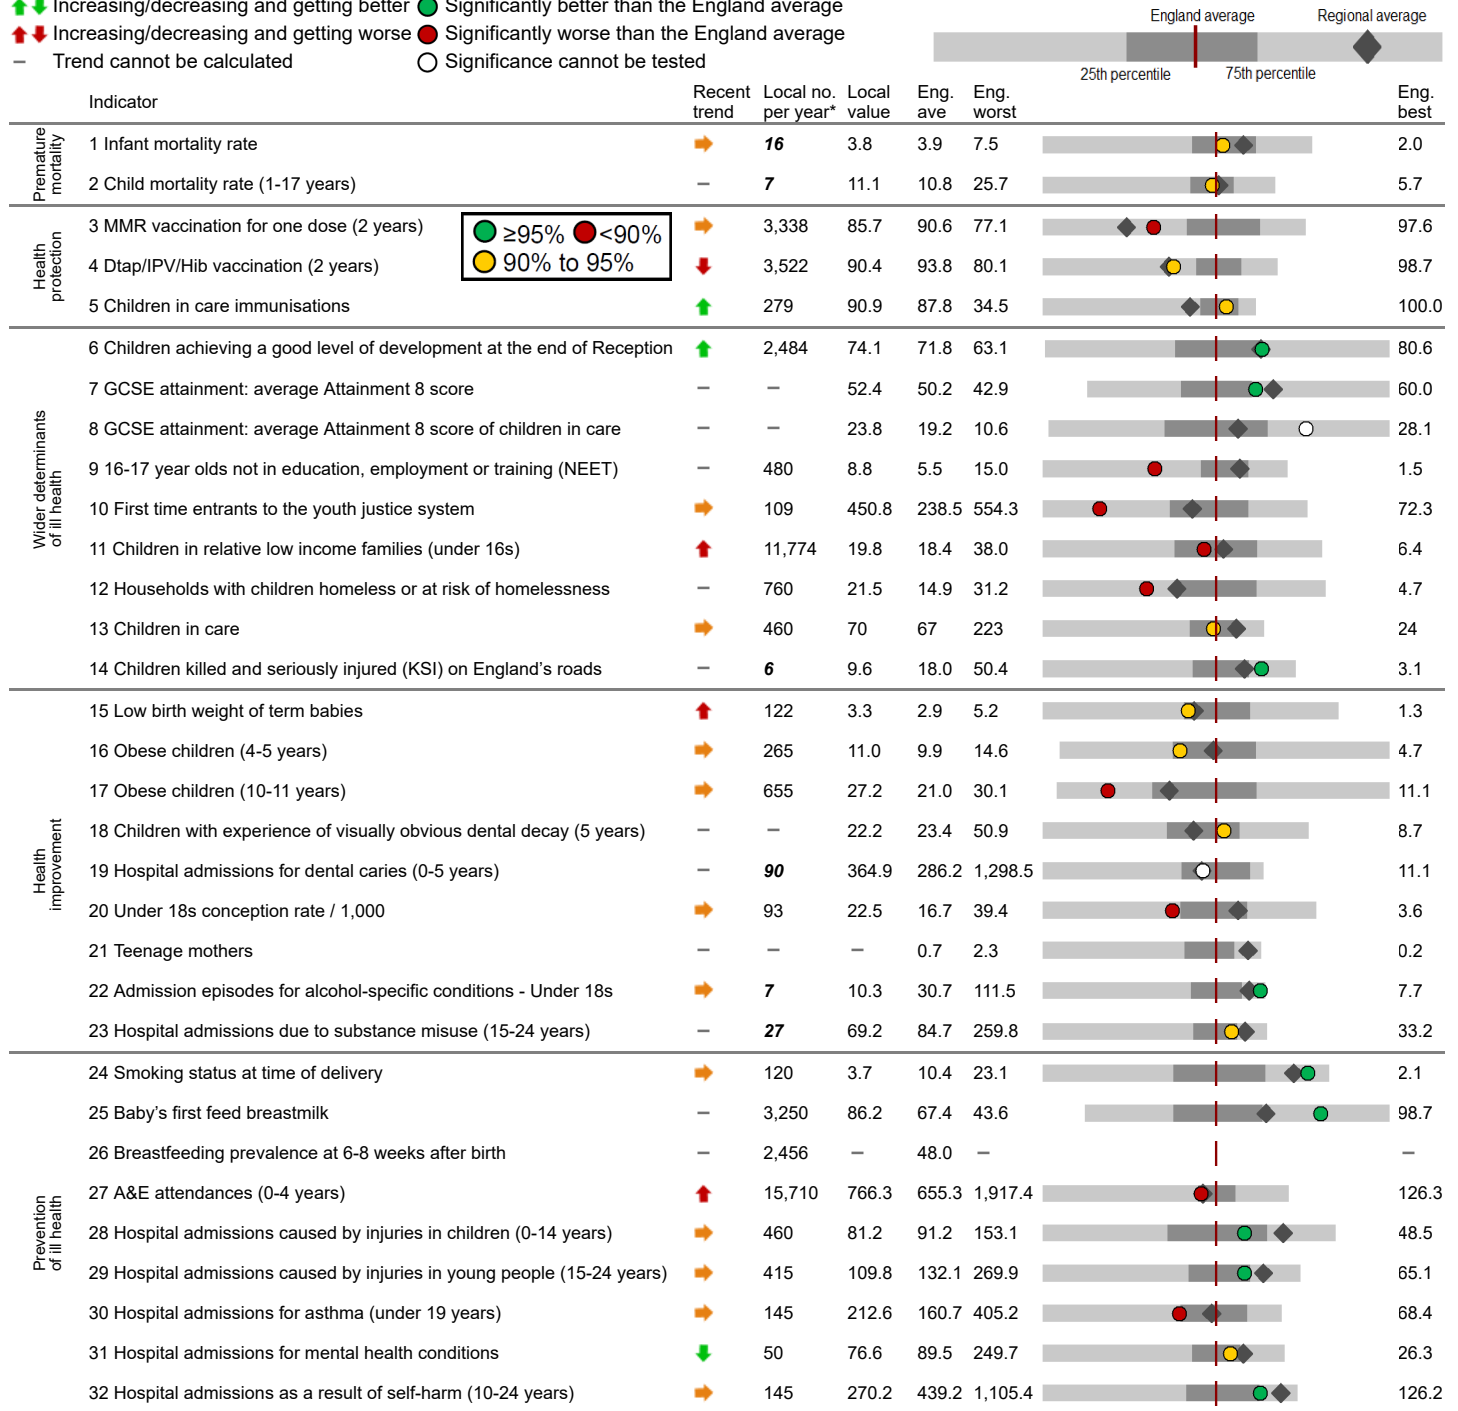 Increasing/decreasing and getting better Significantly better than the England average
Increasing/decreasing and getting worse Significantly worse than the England average
– Trend cannot be calculated Significance cannot be tested
England average Regional average
25th percentile 75th percentile
Indicator Recent trend Local no. per year* Local value Eng. ave Eng. worst Eng. best
Premature mortality
1 Infant mortality rate 16 3.8 3.9 7.5 2.0
2 Child mortality rate (1-17 years) – 7 11.1 10.8 25.7 5.7
Health protection
3 MMR vaccination for one dose (2 years) 3,338 85.7 90.6 77.1 97.6
≥95% <90%
90% to 95%
4 Dtap/IPV/Hib vaccination (2 years) 3,522 90.4 93.8 80.1 98.7
5 Children in care immunisations 279 90.9 87.8 34.5 100.0
Wider determinants of ill health
6 Children achieving a good level of development at the end of Reception 2,484 74.1 71.8 63.1 80.6
7 GCSE attainment: average Attainment 8 score – – 52.4 50.2 42.9 60.0
8 GCSE attainment: average Attainment 8 score of children in care – – 23.8 19.2 10.6 28.1
9 16-17 year olds not in education, employment or training (NEET) – 480 8.8 5.5 15.0 1.5
10 First time entrants to the youth justice system 109 450.8 238.5 554.3 72.3
11 Children in relative low income families (under 16s) 11,774 19.8 18.4 38.0 6.4
12 Households with children homeless or at risk of homelessness – 760 21.5 14.9 31.2 4.7
13 Children in care 460 70 67 223 24
14 Children killed and seriously injured (KSI) on England's roads – 6 9.6 18.0 50.4 3.1
Health improvement
15 Low birth weight of term babies 122 3.3 2.9 5.2 1.3
16 Obese children (4-5 years) 265 11.0 9.9 14.6 4.7
17 Obese children (10-11 years) 655 27.2 21.0 30.1 11.1
18 Children with experience of visually obvious dental decay (5 years) – – 22.2 23.4 50.9 8.7
19 Hospital admissions for dental caries (0-5 years) – 90 364.9 286.2 1,298.5 11.1
20 Under 18s conception rate / 1,000 93 22.5 16.7 39.4 3.6
21 Teenage mothers – – – 0.7 2.3 0.2
22 Admission episodes for alcohol-specific conditions - Under 18s 7 10.3 30.7 111.5 7.7
23 Hospital admissions due to substance misuse (15-24 years) – 27 69.2 84.7 259.8 33.2
Prevention of ill health
24 Smoking status at time of delivery 120 3.7 10.4 23.1 2.1
25 Baby's first feed breastmilk – 3,250 86.2 67.4 43.6 98.7
26 Breastfeeding prevalence at 6-8 weeks after birth – 2,456 – 48.0 – –
27 A&E attendances (0-4 years) 15,710 766.3 655.3 1,917.4 126.3
28 Hospital admissions caused by injuries in children (0-14 years) 460 81.2 91.2 153.1 48.5
29 Hospital admissions caused by injuries in young people (15-24 years) 415 109.8 132.1 269.9 65.1
30 Hospital admissions for asthma (under 19 years) 145 212.6 160.7 405.2 68.4
31 Hospital admissions for mental health conditions 50 76.6 89.5 249.7 26.3
32 Hospital admissions as a result of self-harm (10-24 years) 145 270.2 439.2 1,105.4 126.2